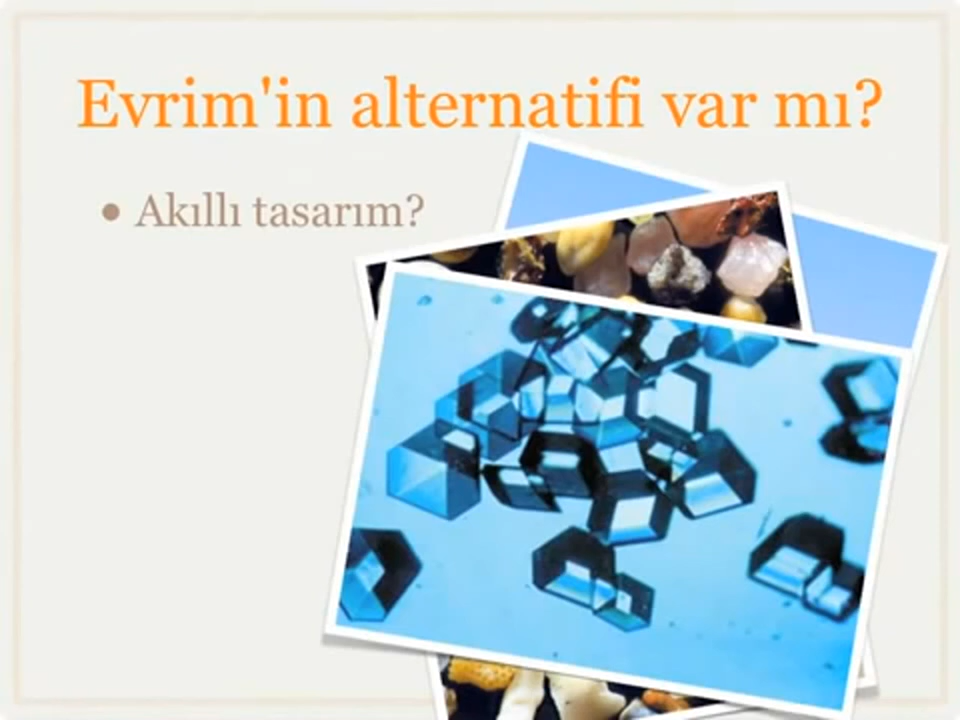 Evrim'in alternatifi var mı?
• Akıllı tasarım?